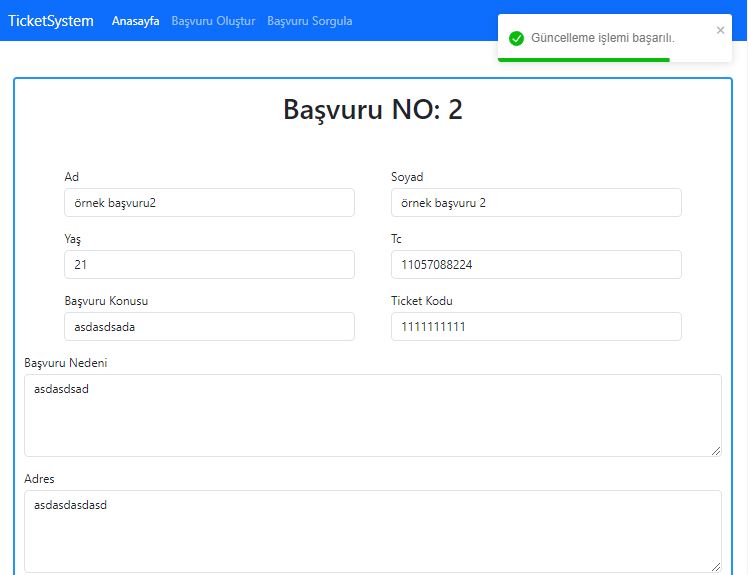 TicketSystem Anasayfa Başvuru Oluştur Başvuru Sorgula
Güncelleme işlemi başarılı.
Başvuru NO: 2
Ad Soyad
örnek başvuru2 örnek başvuru 2
Yaş Tc
21 11057088224
Başvuru Konusu Ticket Kodu
asdasdsada 1111111111
Başvuru Nedeni
asdasdsad
Adres
asdasdasdasd